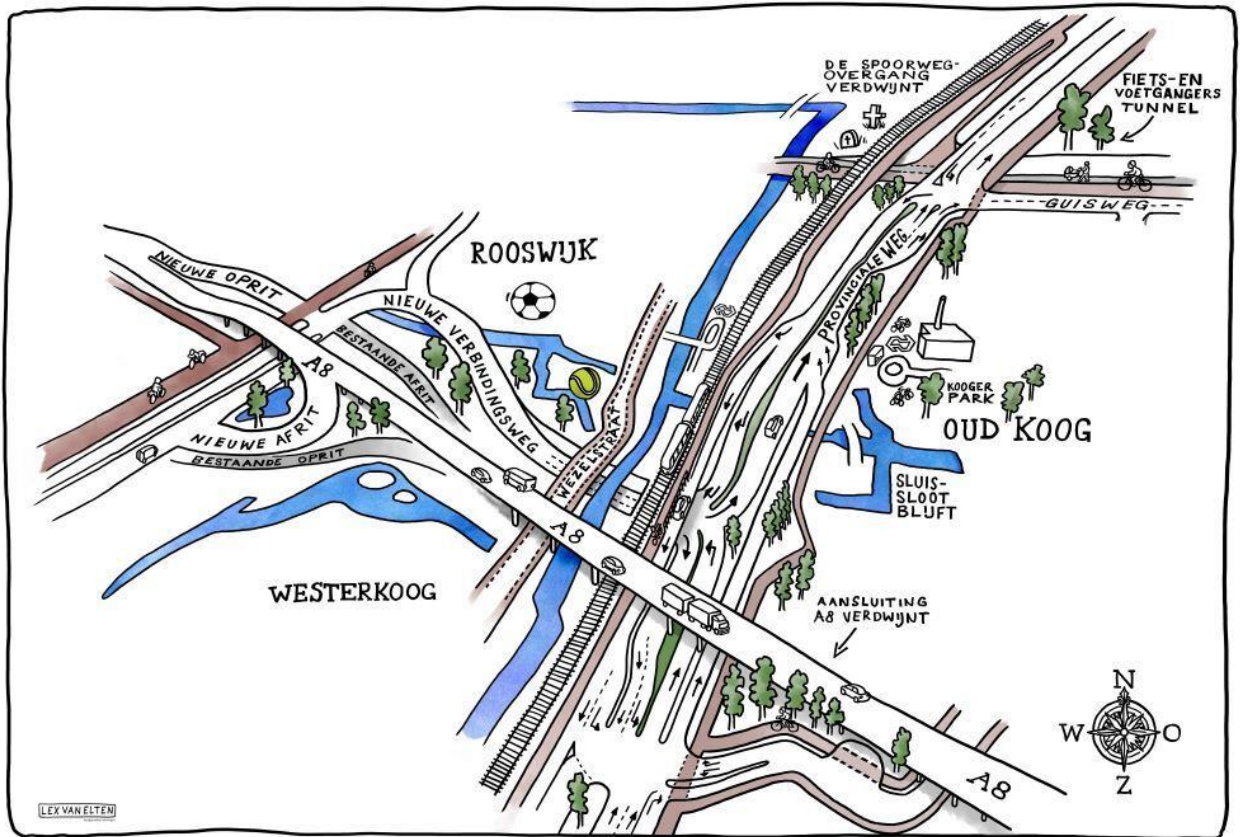 DE SPOORWEG-
OVERGANG
VERDWIJNT
FIETS-EN
VOETGANGERS
TUNNEL
GUISWEG
PROVINCIALE WEG
ROOSWIJK
NIEUWE OPRIT
NIEUWE VERBINDINGSWEG
BESTAANDE AFRIT
A8
NIEUWE AFRIT
BESTAANDE OPRIT
WEZELSTRAAT
A8
KOOGER
PARK
OUD KOOG
SLUIS-
SLOOT
BLIJFT
WESTERKOOG
AANSLUITING
A8 VERDWIJNT
A8
N
W
O
Z
LEX VAN ELTEN